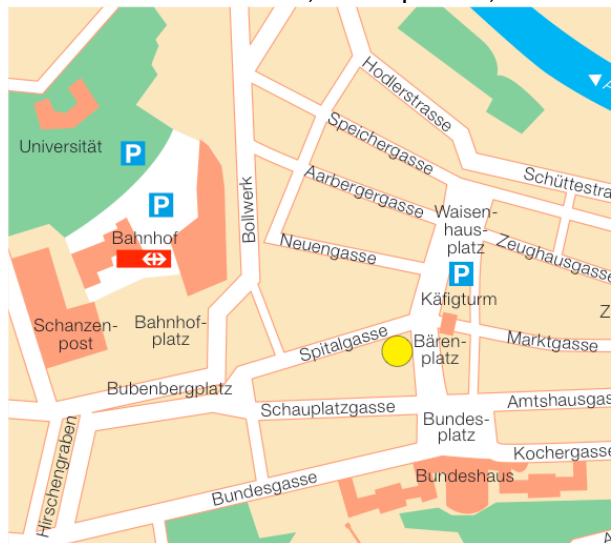 Hodlerstrasse
Universität
P
Speichergasse
Schüttestra
P
Aarbergergasse
Bollwerk
Waisen-
haus-
platz
Bahnhof
Neuengasse
Zeughausgasse
P
Käfigturm
Z
Schanzen-
post
Bahnhof-
platz
Spitalgasse
Bären-
platz
Marktgasse
Bubenbergplatz
Schauplatzgasse
Amtshausgas
Bundes-
platz
Hirschengraben
Kochergasse
Bundesgasse
Bundeshaus